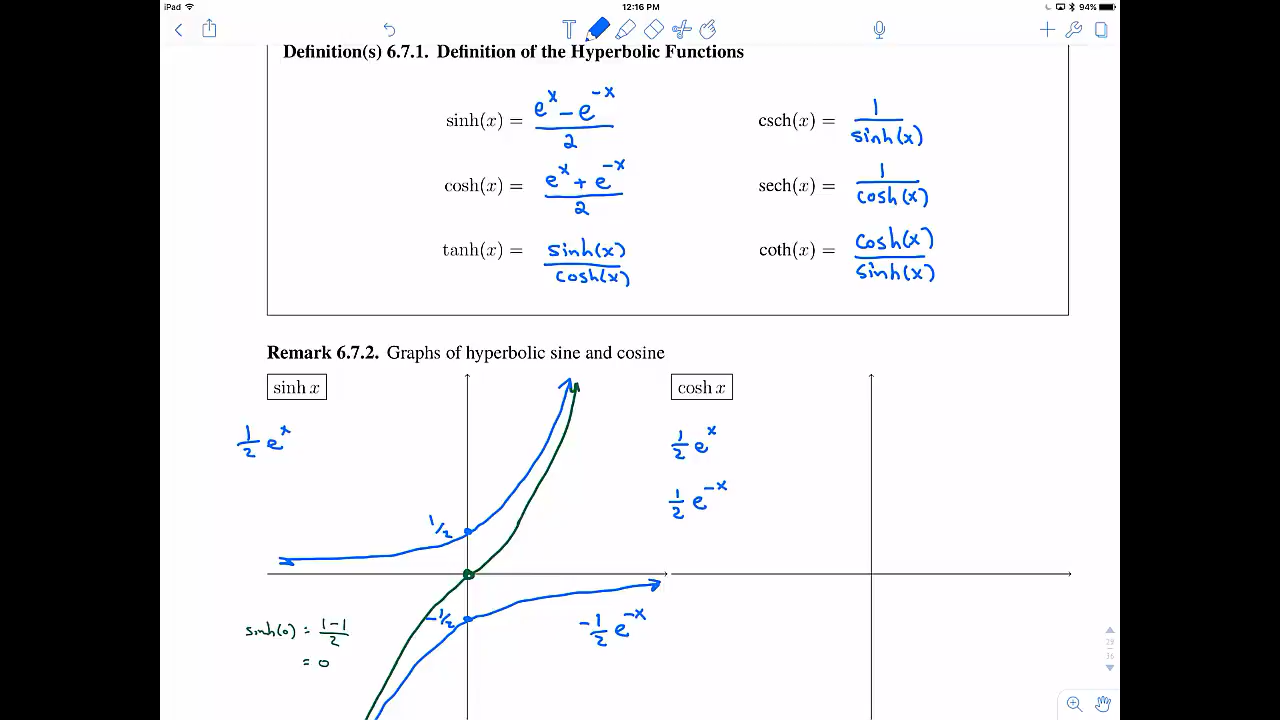 iPad 12:16 PM 94%
T
Definition(s) 6.7.1. Definition of the Hyperbolic Functions
sinh(x) = (e^x − e^−x)/2 csch(x) = 1/sinh(x)
cosh(x) = (e^x + e^−x)/2 sech(x) = 1/cosh(x)
tanh(x) = sinh(x)/cosh(x) coth(x) = cosh(x)/sinh(x)
Remark 6.7.2. Graphs of hyperbolic sine and cosine
sinh x
1/2 e^x
1/2
−1/2
−1/2 e^−x
sinh(0) = (1−1)/2
= 0
cosh x
1/2 e^x
1/2 e^−x
29
36